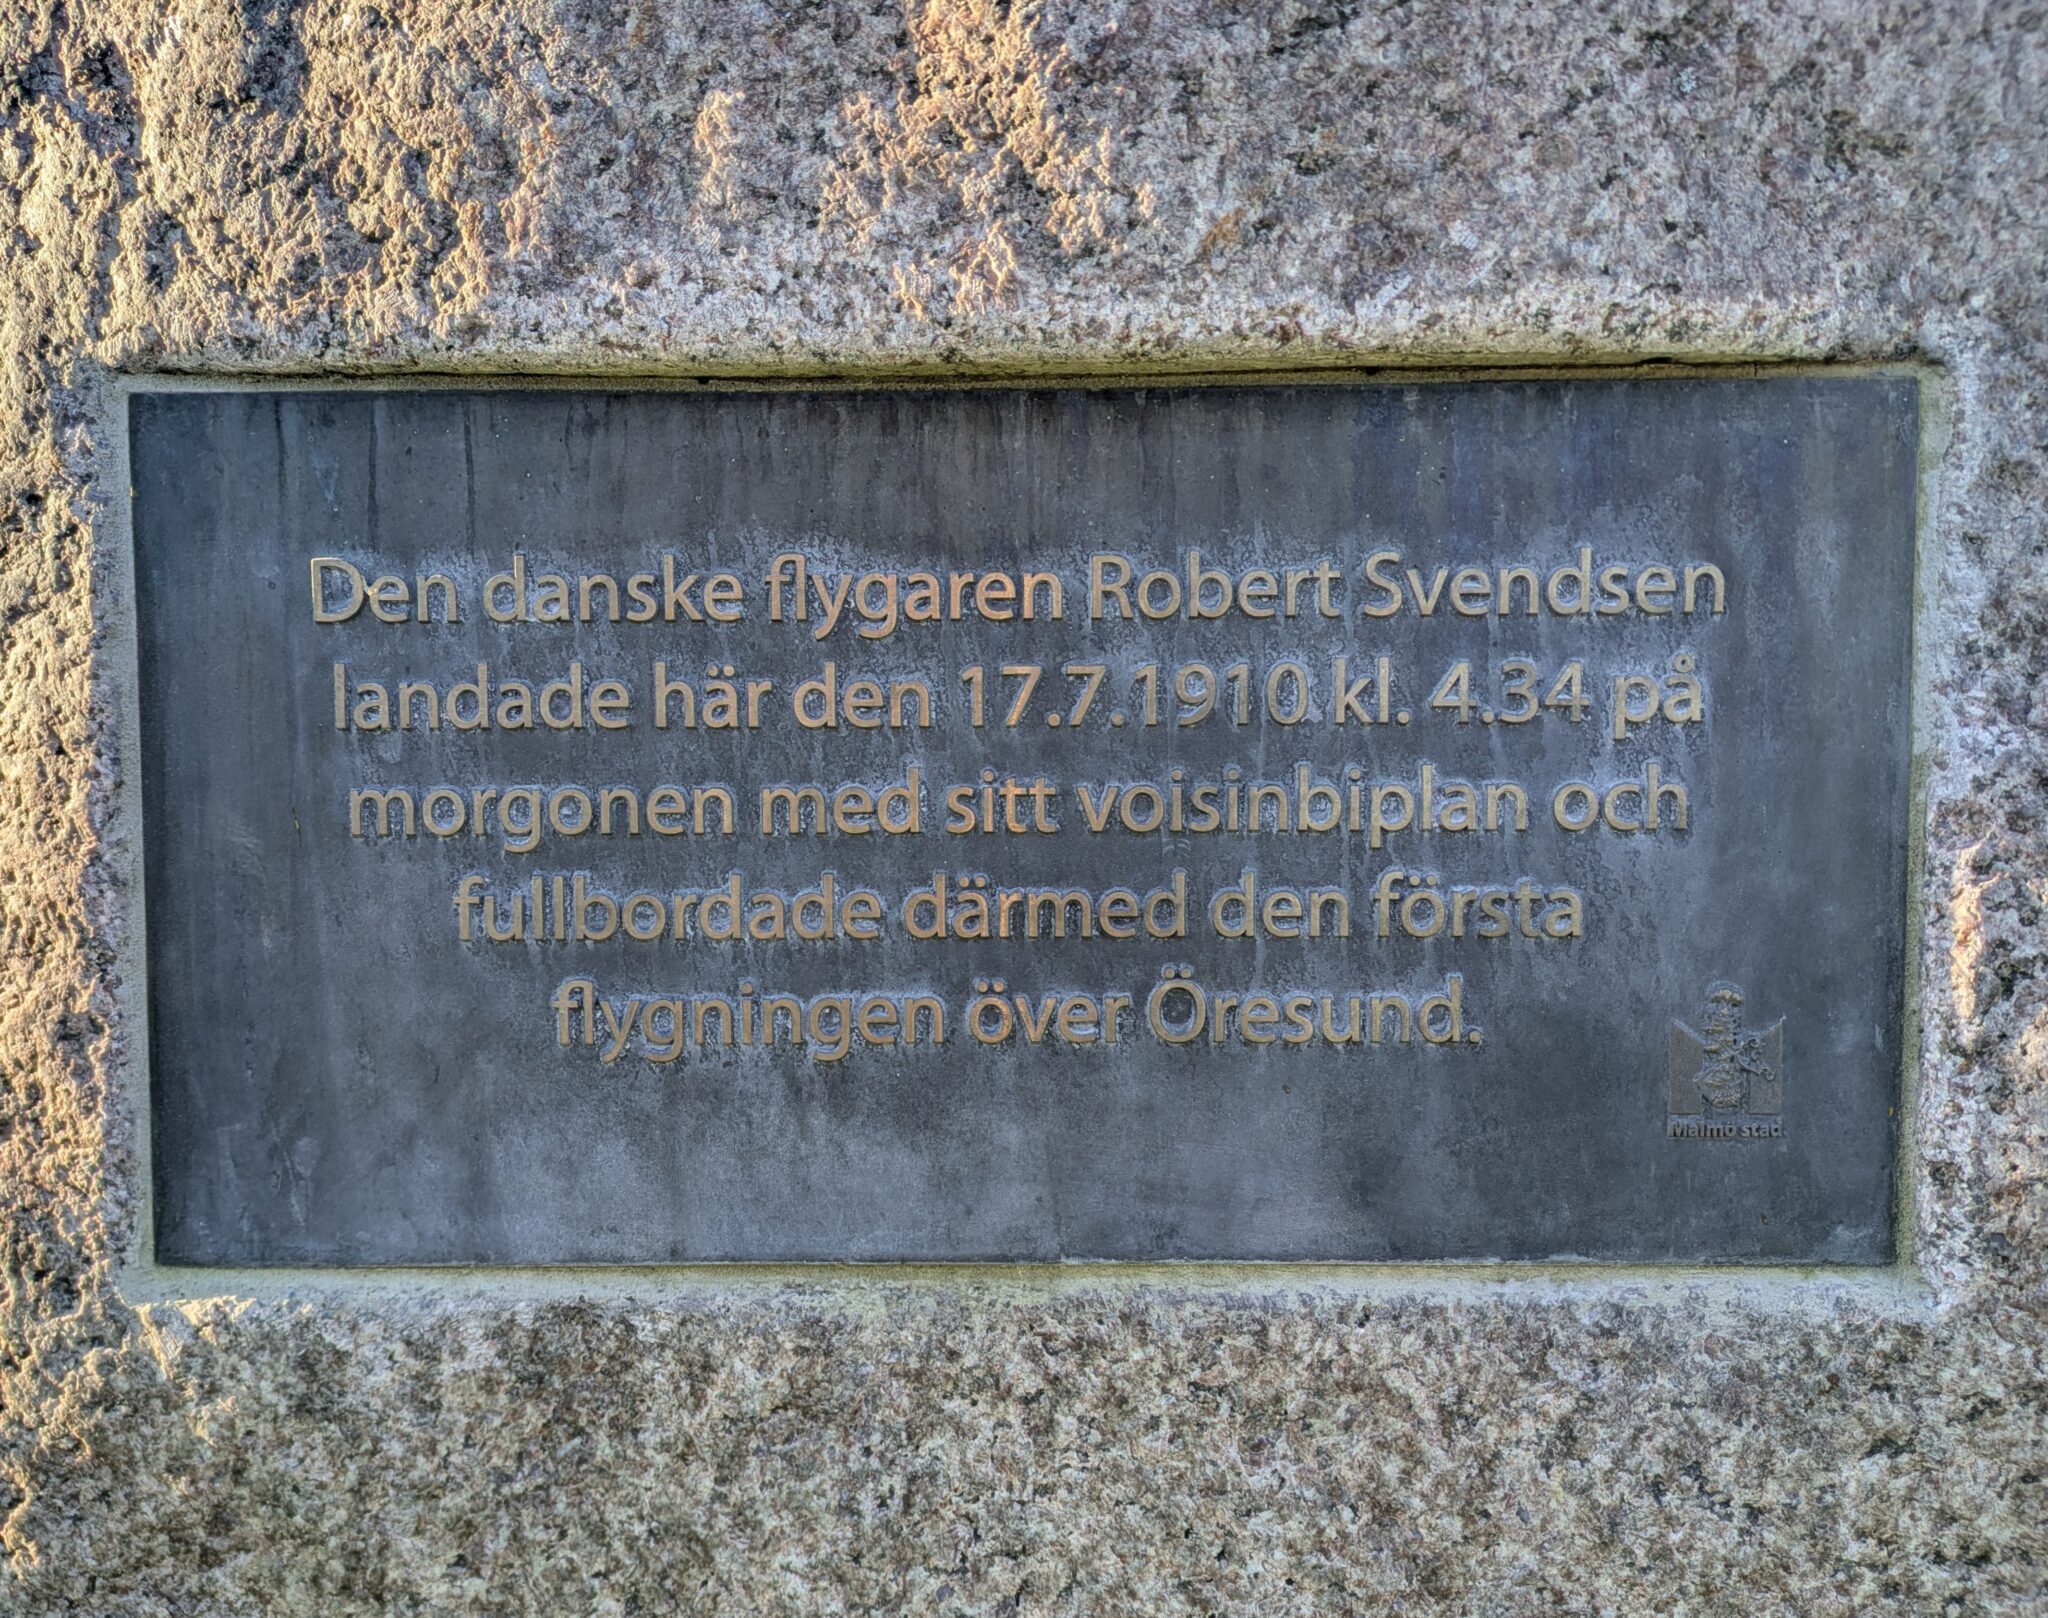 Den danske flygaren Robert Svendsen
landade här den 17.7.1910 kl. 4.34 på
morgonen med sitt voisinbiplan och
fullbordade därmed den första
flygningen över Öresund.
Malmö stad